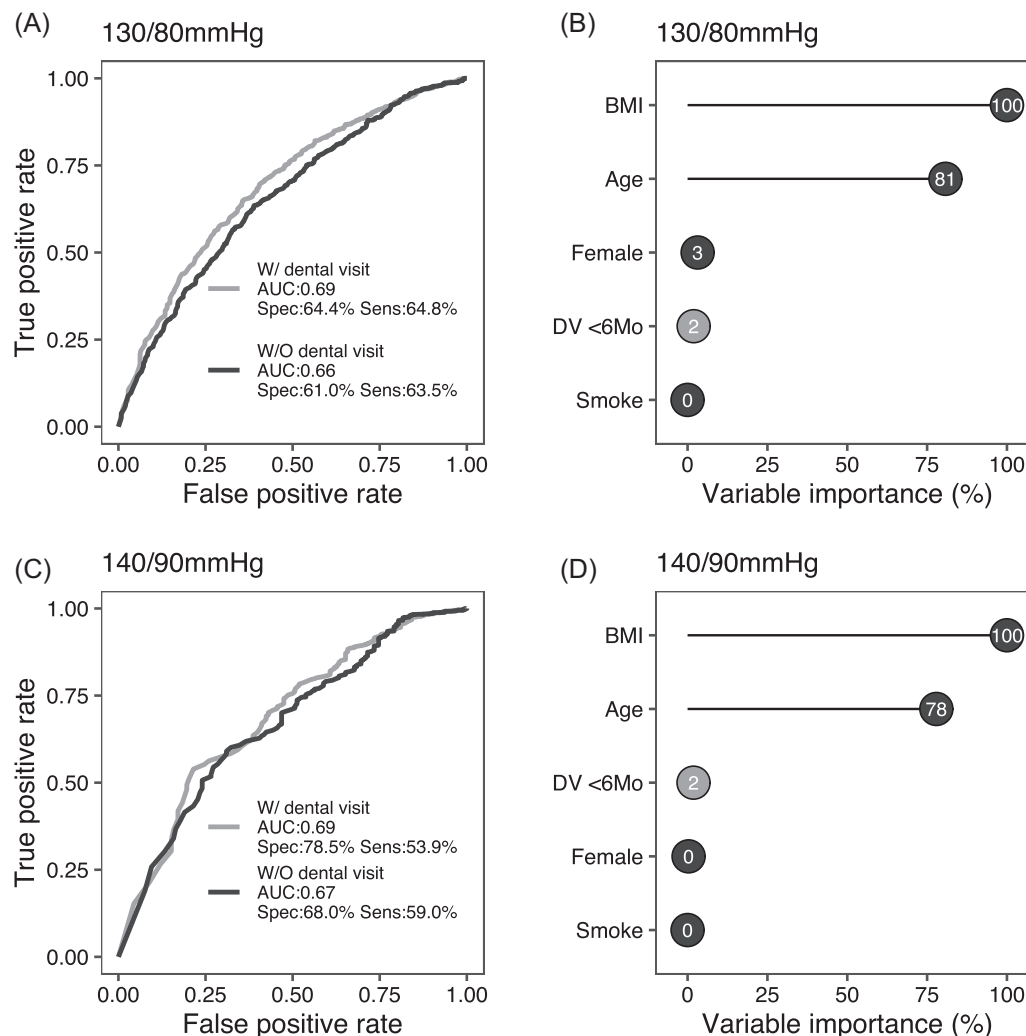 (A)
130/80mmHg
True positive rate
1.00
0.75
0.50
0.25
0.00
W/ dental visit
AUC:0.69
Spec:64.4% Sens:64.8%
W/O dental visit
AUC:0.66
Spec:61.0% Sens:63.5%
0.00 0.25 0.50 0.75 1.00
False positive rate
(B)
130/80mmHg
BMI 100
Age 81
Female 3
DV <6Mo 2
Smoke 0
0 25 50 75 100
Variable importance (%)
(C)
140/90mmHg
True positive rate
1.00
0.75
0.50
0.25
0.00
W/ dental visit
AUC:0.69
Spec:78.5% Sens:53.9%
W/O dental visit
AUC:0.67
Spec:68.0% Sens:59.0%
0.00 0.25 0.50 0.75 1.00
False positive rate
(D)
140/90mmHg
BMI 100
Age 78
DV <6Mo 2
Female 0
Smoke 0
0 25 50 75 100
Variable importance (%)